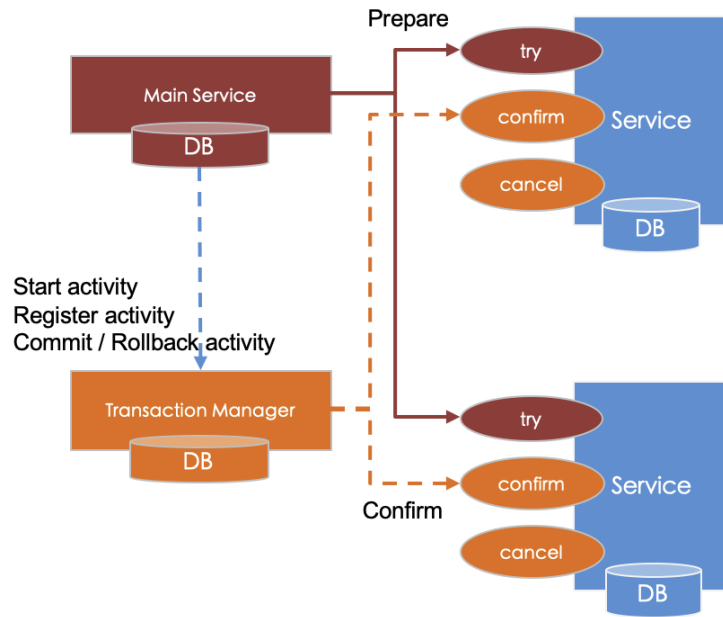 Prepare
try
Main Service
confirm
Service
DB
cancel
DB
Start activity
Register activity
Commit / Rollback activity
Transaction Manager
try
DB
confirm
Service
Confirm
cancel
DB